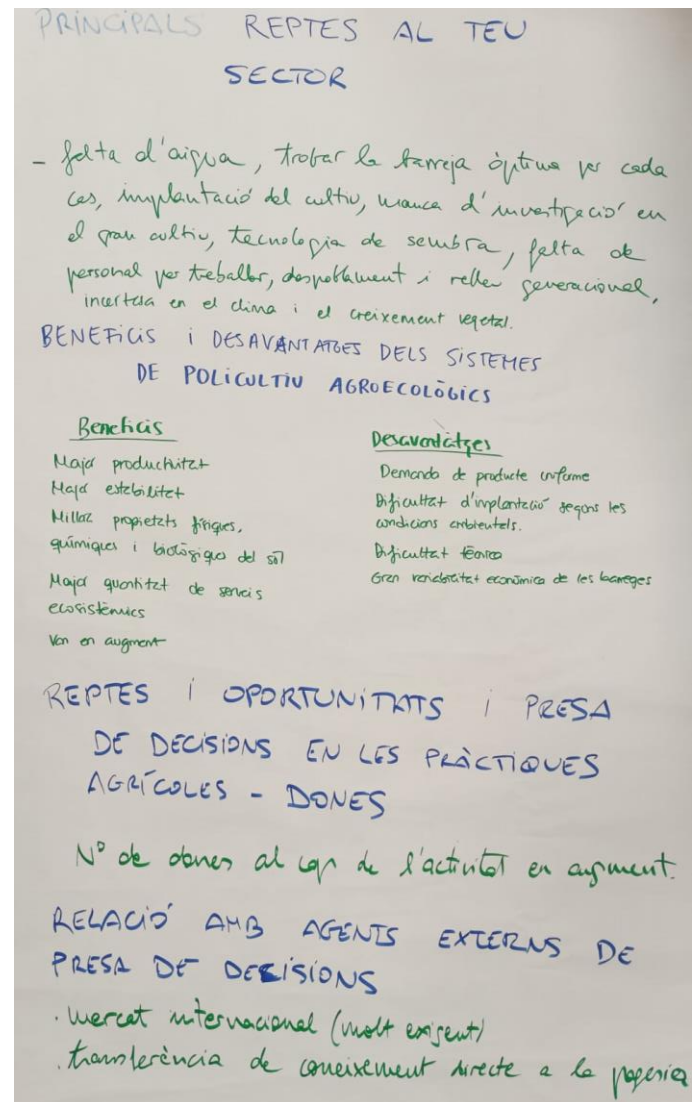 PRINCIPALS REPTES AL TEU
SECTOR
- falta d'aigua, trobar la barreja òptima per cada
cas, implantació del cultiu, manca d'investigació en
el gran cultiu, tecnologia de sembra, falta de
personal per treballar, despoblament i relleu generacional,
incertesa en el clima i el creixement vegetal.
BENEFICIS I DESAVANTATGES DELS SISTEMES
DE POLICULTIU AGROECOLÒGICS
Beneficis
Major productivitat
Major estabilitat
Millor propietats físiques,
químiques i biològiques del sòl
Major quantitat de serveis
ecosistèmics
Van en augment
Desavantatges
Demanda de producte uniforme
Dificultat d'implantació segons les
condicions ambientals.
Dificultat tècnica
Gran variabilitat econòmica de les barreges
REPTES I OPORTUNITATS I PRESA
DE DECISIONS EN LES PRÀCTIQUES
AGRÍCOLES - DONES
Nº de dones al cap de l'activitat en augment.
RELACIÓ AMB AGENTS EXTERNS DE
PRESA DE DECISIONS
. mercat internacional (molt exigent)
. transferència de coneixement directe a la pagesia